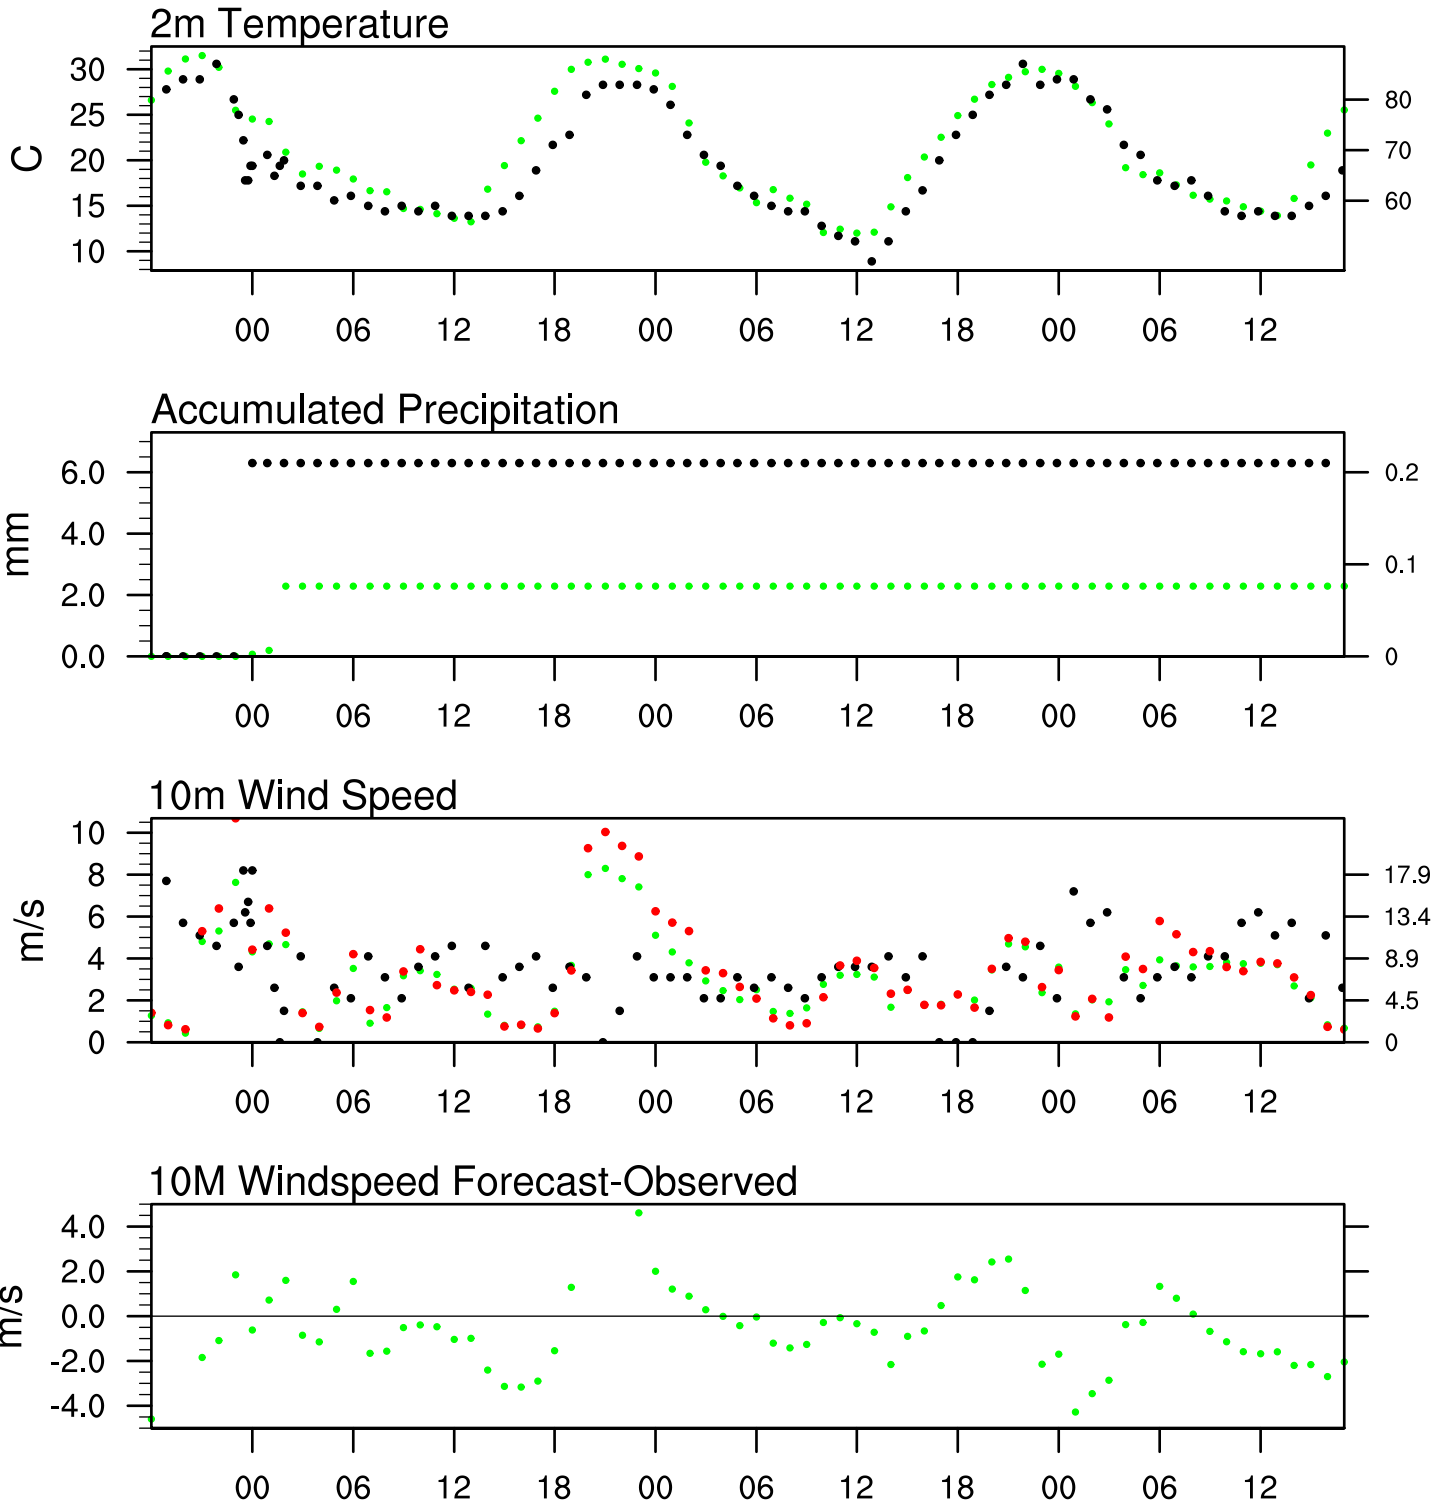 2m Temperature
30
25
20
15
10
C
80
70
60
00 06 12 18 00 06 12 18 00 06 12
Accumulated Precipitation
6.0
4.0
2.0
0.0
mm
0.2
0.1
0
00 06 12 18 00 06 12 18 00 06 12
10m Wind Speed
10
8
6
4
2
0
m/s
17.9
13.4
8.9
4.5
0
00 06 12 18 00 06 12 18 00 06 12
10M Windspeed Forecast-Observed
4.0
2.0
0.0
-2.0
-4.0
m/s
00 06 12 18 00 06 12 18 00 06 12